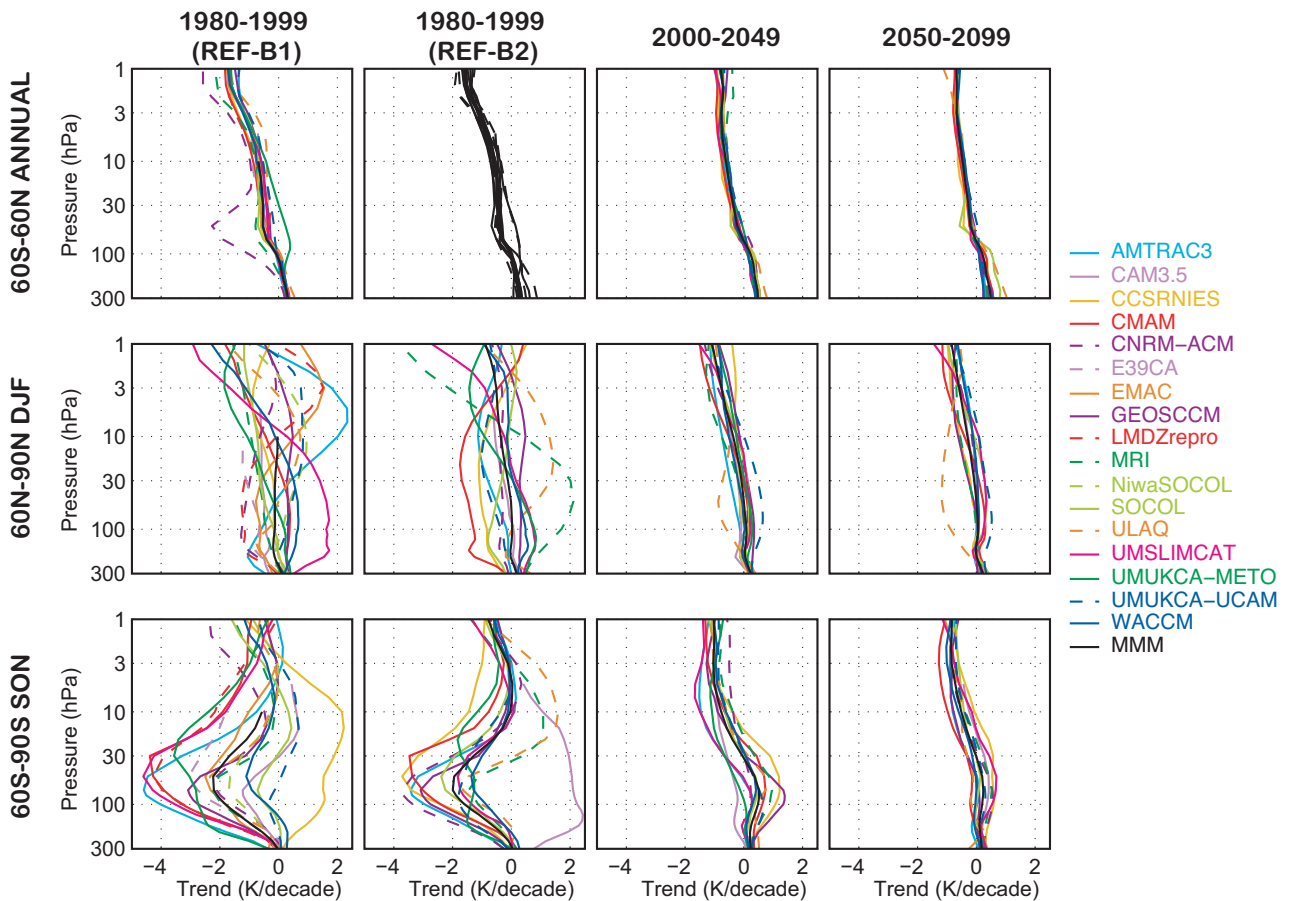 1980-1999
(REF-B1)
1980-1999
(REF-B2)
2000-2049
2050-2099
60S-60N ANNUAL
Pressure (hPa)
1
3
10
30
100
300
60N-90N DJF
Pressure (hPa)
1
3
10
30
100
300
60S-90S SON
Pressure (hPa)
1
3
10
30
100
300
−4 −2 0 2
−4 −2 0 2
−4 −2 0 2
−4 −2 0 2
Trend (K/decade)
Trend (K/decade)
Trend (K/decade)
Trend (K/decade)
AMTRAC3
CAM3.5
CCSRNIES
CMAM
CNRM−ACM
E39CA
EMAC
GEOSCCM
LMDZrepro
MRI
NiwaSOCOL
SOCOL
ULAQ
UMSLIMCAT
UMUKCA−METO
UMUKCA−UCAM
WACCM
MMM